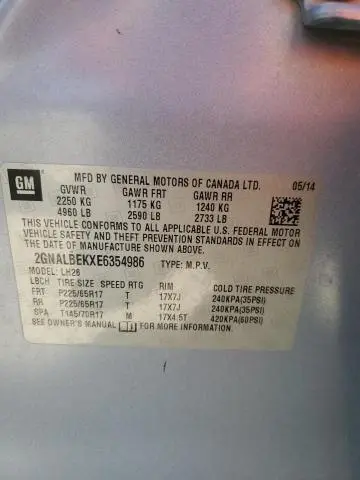 GM
MFD BY GENERAL MOTORS OF CANADA LTD. 05/14
GVWR GAWR FRT GAWR RR
2250 KG 1175 KG 1240 KG
4960 LB 2590 LB 2733 LB
THIS VEHICLE CONFORMS TO ALL APPLICABLE U.S. FEDERAL MOTOR
VEHICLE SAFETY AND THEFT PREVENTION STANDARDS IN EFFECT ON
THE DATE OF MANUFACTURE SHOWN ABOVE.
2GNALBEKXE6354986 TYPE: M.P.V.
MODEL: LH26
LBCH TIRE SIZE SPEED RTG RIM COLD TIRE PRESSURE
FRT P225/65R17 T 17X7J 240KPA(35PSI)
RR P225/65R17 T 17X7J 240KPA(35PSI)
SPA T145/70R17 M 17X4.5T 420KPA(60PSI)
SEE OWNER'S MANUAL FOR MORE INFORMATION.